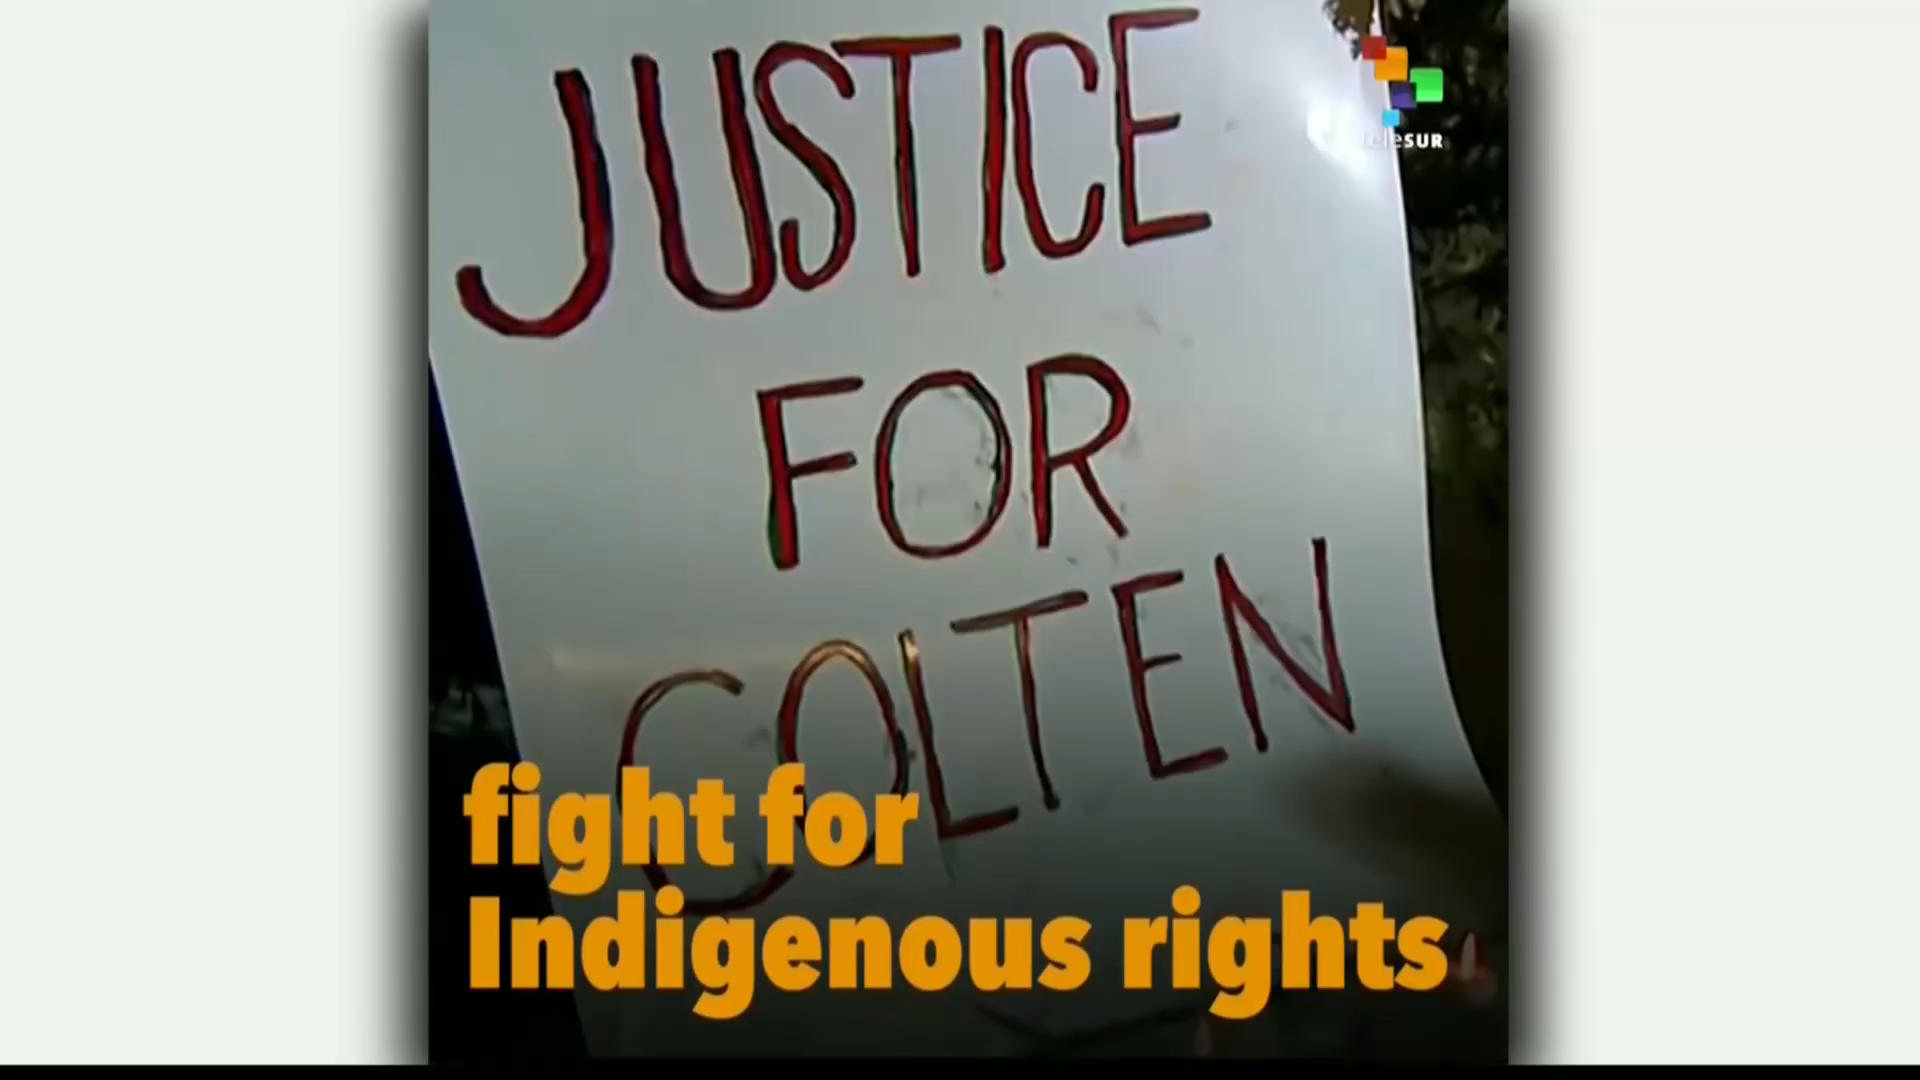 JUSTICE
FOR
COLTEN
fight for
Indigenous rights
teleSUR